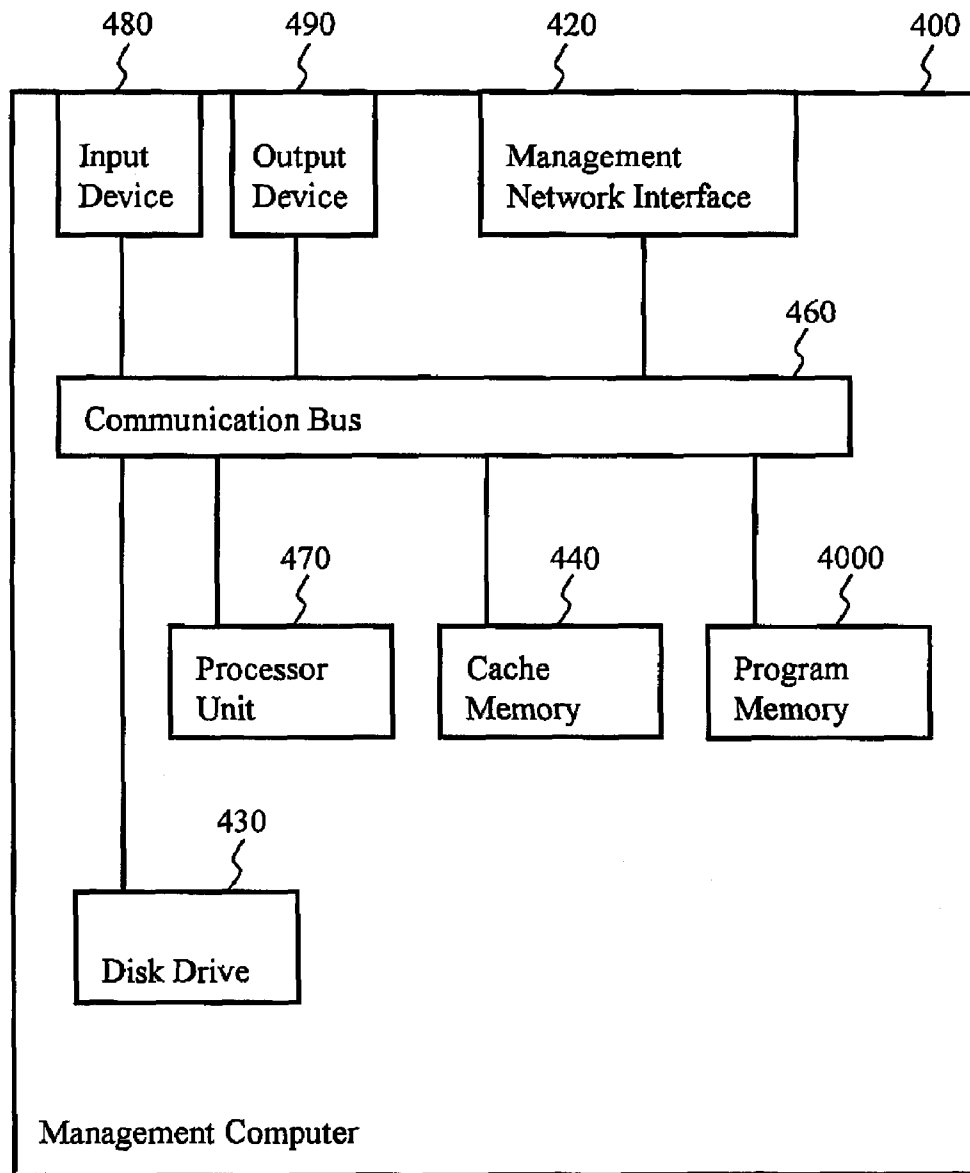 480 490 420 400
Input
Device
Output
Device
Management
Network Interface
460
Communication Bus
470 440 4000
Processor
Unit
Cache
Memory
Program
Memory
430
Disk Drive
Management Computer